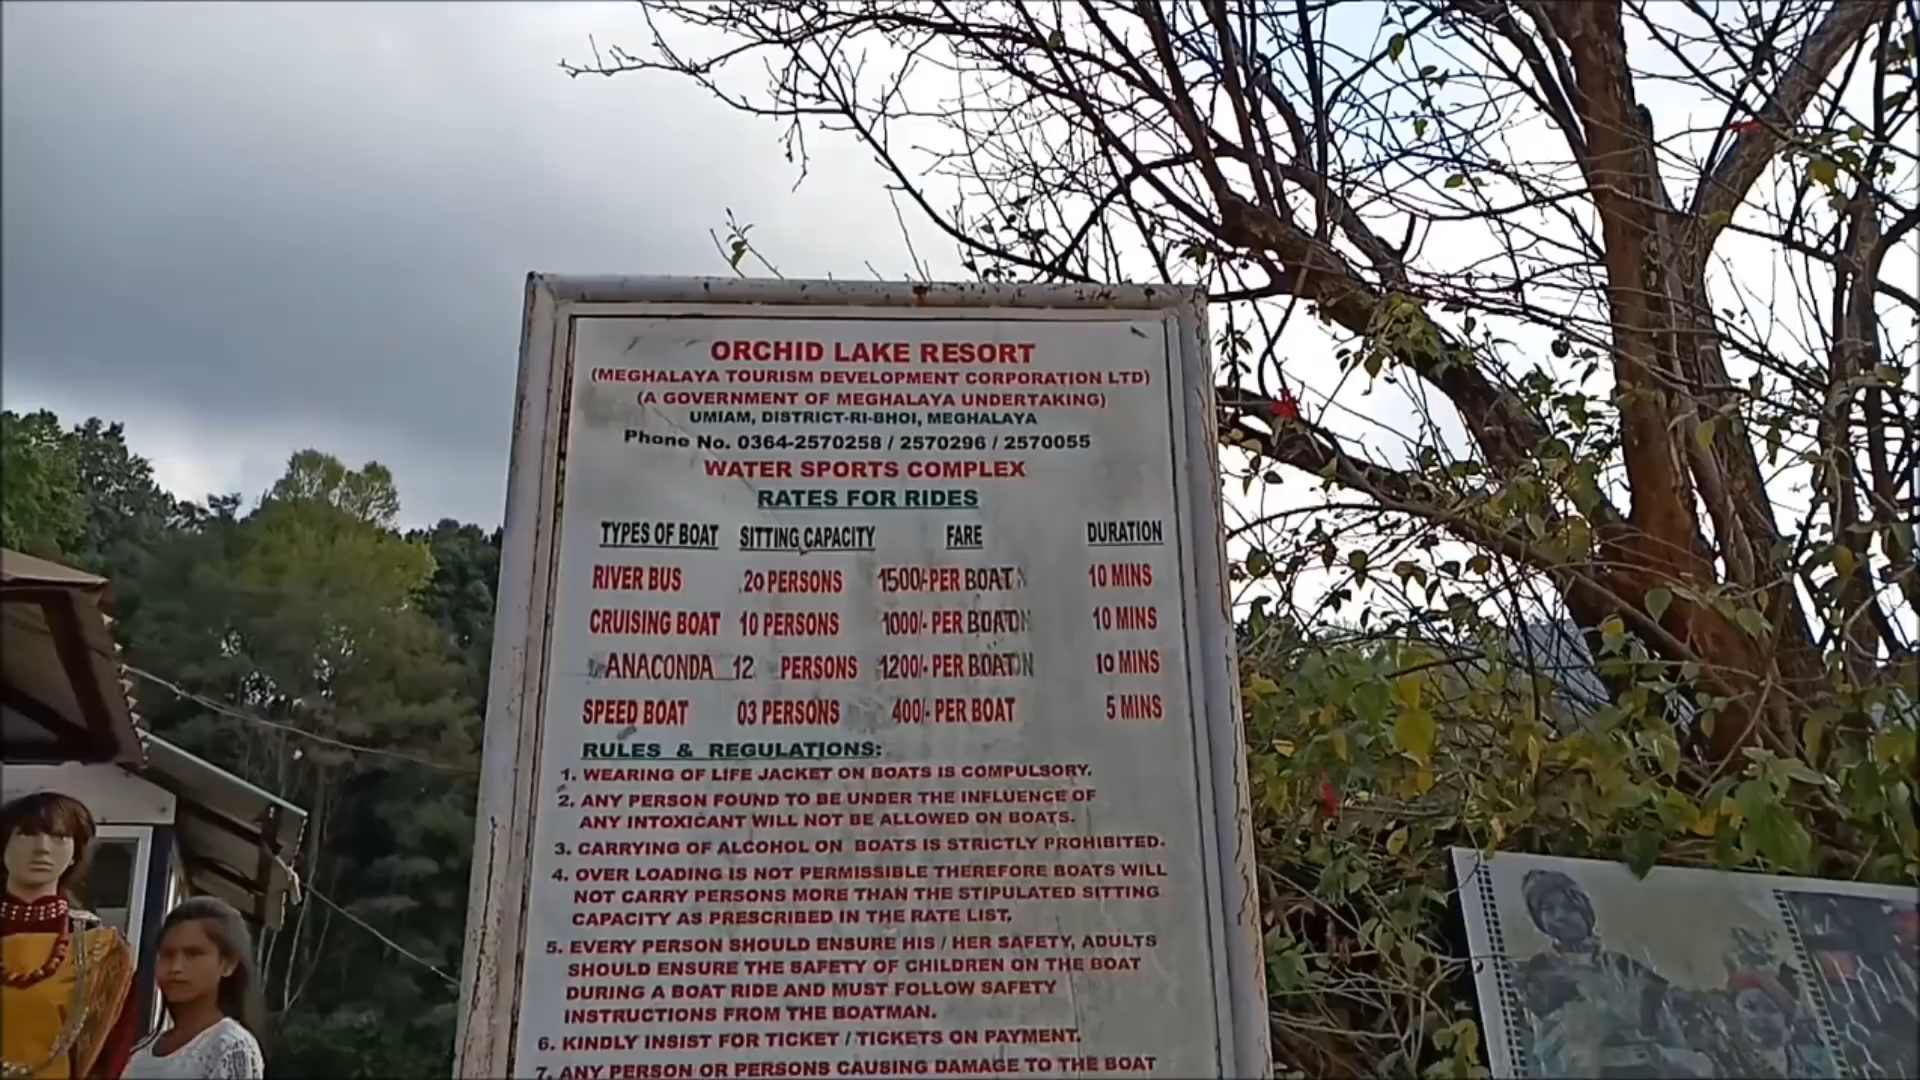 ORCHID LAKE RESORT
(MEGHALAYA TOURISM DEVELOPMENT CORPORATION LTD)
(A GOVERNMENT OF MEGHALAYA UNDERTAKING)
UMIAM, DISTRICT-RI-BHOI, MEGHALAYA
Phone No. 0364-2570258 / 2570296 / 2570055
WATER SPORTS COMPLEX
RATES FOR RIDES
TYPES OF BOAT SITTING CAPACITY FARE DURATION
RIVER BUS 20 PERSONS 1500/- PER BOAT 10 MINS
CRUISING BOAT 10 PERSONS 1000/- PER BOAT 10 MINS
ANACONDA 12 PERSONS 1200/- PER BOAT 10 MINS
SPEED BOAT 03 PERSONS 400/- PER BOAT 5 MINS
RULES & REGULATIONS:
1. WEARING OF LIFE JACKET ON BOATS IS COMPULSORY.
2. ANY PERSON FOUND TO BE UNDER THE INFLUENCE OF
ANY INTOXICANT WILL NOT BE ALLOWED ON BOATS.
3. CARRYING OF ALCOHOL ON BOATS IS STRICTLY PROHIBITED.
4. OVER LOADING IS NOT PERMISSIBLE THEREFORE BOATS WILL
NOT CARRY PERSONS MORE THAN THE STIPULATED SITTING
CAPACITY AS PRESCRIBED IN THE RATE LIST.
5. EVERY PERSON SHOULD ENSURE HIS / HER SAFETY, ADULTS
SHOULD ENSURE THE SAFETY OF CHILDREN ON THE BOAT
DURING A BOAT RIDE AND MUST FOLLOW SAFETY
INSTRUCTIONS FROM THE BOATMAN.
6. KINDLY INSIST FOR TICKET / TICKETS ON PAYMENT.
7. ANY PERSON OR PERSONS CAUSING DAMAGE TO THE BOAT